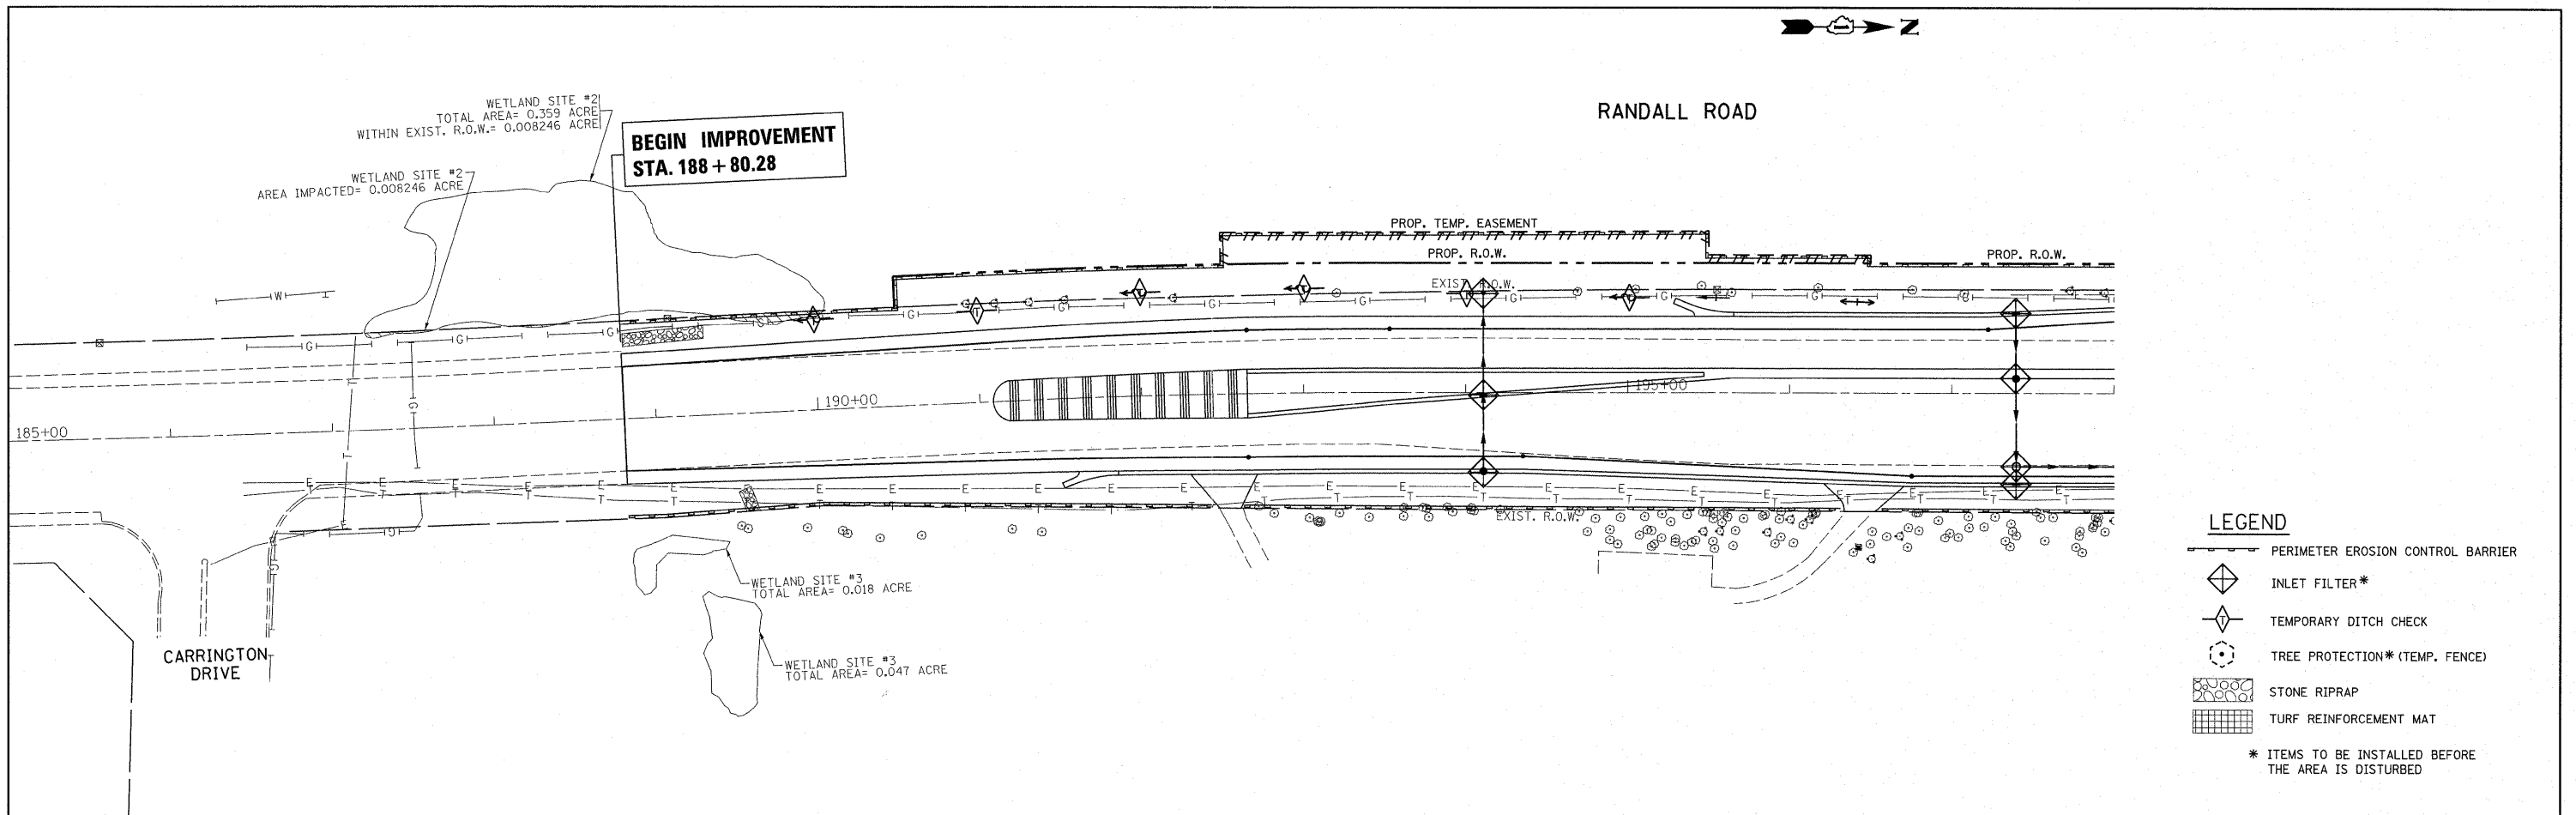 N
RANDALL ROAD
WETLAND SITE #2
TOTAL AREA= 0.359 ACRE
WITHIN EXIST. R.O.W.= 0.008246 ACRE
BEGIN IMPROVEMENT
STA. 188+80.28
WETLAND SITE #2
AREA IMPACTED= 0.008246 ACRE
PROP. TEMP. EASEMENT
PROP. R.O.W.
PROP. R.O.W.
EXIST. R.O.W.
185+00
190+00
195+00
EXIST. R.O.W.
WETLAND SITE #3
TOTAL AREA= 0.018 ACRE
WETLAND SITE #3
TOTAL AREA= 0.047 ACRE
CARRINGTON
DRIVE
LEGEND
PERIMETER EROSION CONTROL BARRIER
INLET FILTER*
TEMPORARY DITCH CHECK
TREE PROTECTION* (TEMP. FENCE)
STONE RIPRAP
TURF REINFORCEMENT MAT
* ITEMS TO BE INSTALLED BEFORE
THE AREA IS DISTURBED